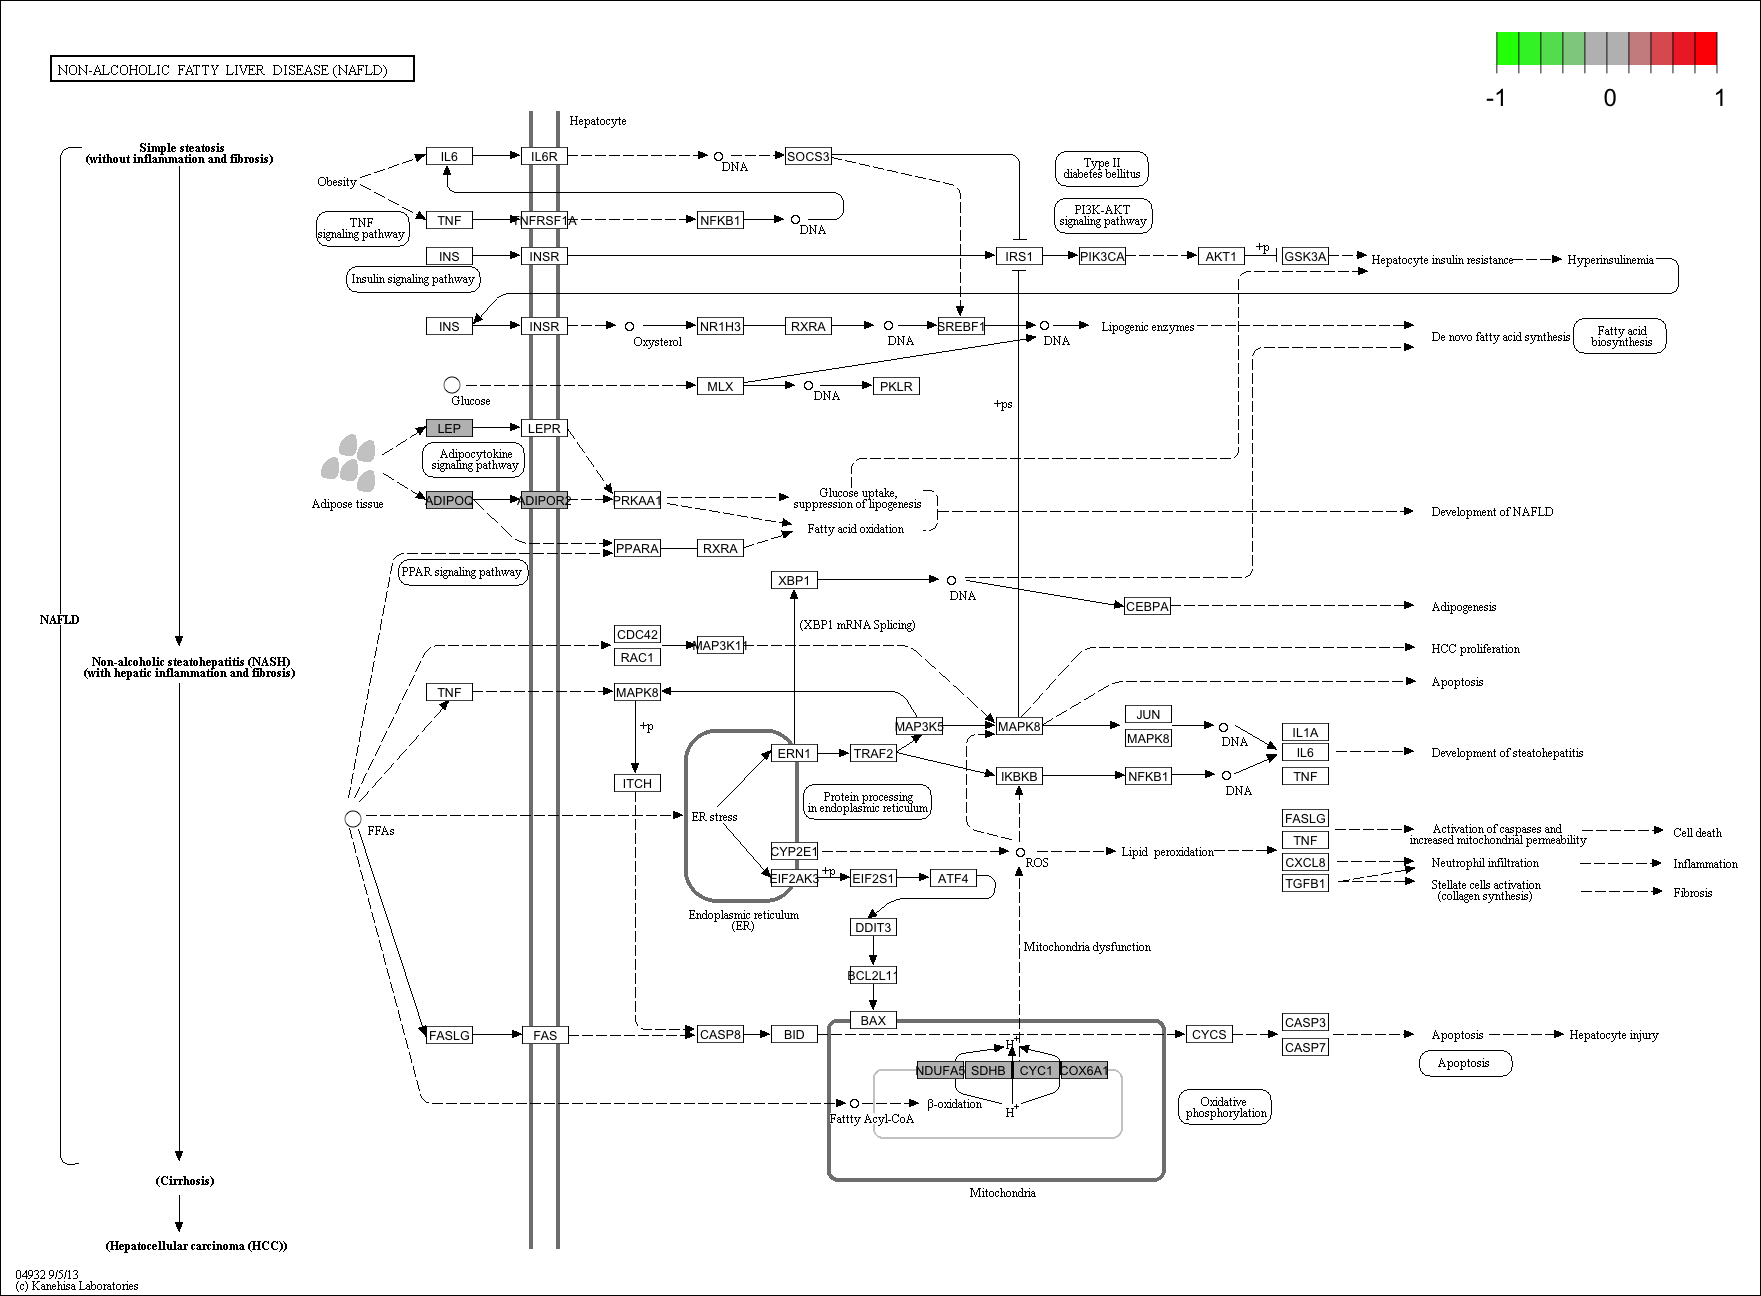 NON-ALCOHOLIC FATTY LIVER DISEASE (NAFLD)
-1
0
1
Hepatocyte
Simple steatosis
(without inflammation and fibrosis)
IL6
IL6R
DNA
SOCS3
Type II
diabetes bellitus
Obesity
TNF
signaling pathway
TNF
TNFRSF1A
NFKB1
DNA
PI3K-AKT
signaling pathway
INS
INSR
IRS1
PIK3CA
AKT1
+p
GSK3A
Hepatocyte insulin resistance
Hyperinsulinemia
Insulin signaling pathway
INS
INSR
Oxysterol
NR1H3
RXRA
DNA
SREBF1
DNA
Lipogenic enzymes
De novo fatty acid synthesis
Fatty acid
biosynthesis
Glucose
MLX
DNA
PKLR
+ps
LEP
LEPR
Adipocytokine
signaling pathway
Adipose tissue
ADIPOQ
ADIPOR2
PRKAA1
Glucose uptake,
suppression of lipogenesis
Fatty acid oxidation
Development of NAFLD
PPARA
RXRA
PPAR signaling pathway
XBP1
DNA
CEBPA
Adipogenesis
NAFLD
(XBP1 mRNA Splicing)
CDC42
RAC1
MAP3K11
HCC proliferation
Non-alcoholic steatohepatitis (NASH)
(with hepatic inflammation and fibrosis)
TNF
MAPK8
Apoptosis
+p
MAP3K5
MAPK8
JUN
MAPK8
DNA
IL1A
IL6
TNF
Development of steatohepatitis
ERN1
TRAF2
IKBKB
NFKB1
DNA
ITCH
Protein processing
in endoplasmic reticulum
ER stress
FFAs
FASLG
TNF
CXCL8
TGFB1
Activation of caspases and
increased mitochondrial permeability
Cell death
CYP2E1
ROS
Lipid peroxidation
Neutrophil infiltration
Inflammation
EIF2AK3
+p
EIF2S1
ATF4
Stellate cells activation
(collagen synthesis)
Fibrosis
Endoplasmic reticulum
(ER)
DDIT3
Mitochondria dysfunction
BCL2L11
BAX
FASLG
FAS
CASP8
BID
CYCS
CASP3
CASP7
Apoptosis
Hepatocyte injury
Apoptosis
H+
NDUFA5
SDHB
CYC1
COX6A1
Fattty Acyl-CoA
β-oxidation
H+
Oxidative
phosphorylation
Mitochondria
(Cirrhosis)
(Hepatocellular carcinoma (HCC))
04932 9/5/13
(c) Kanehisa Laboratories